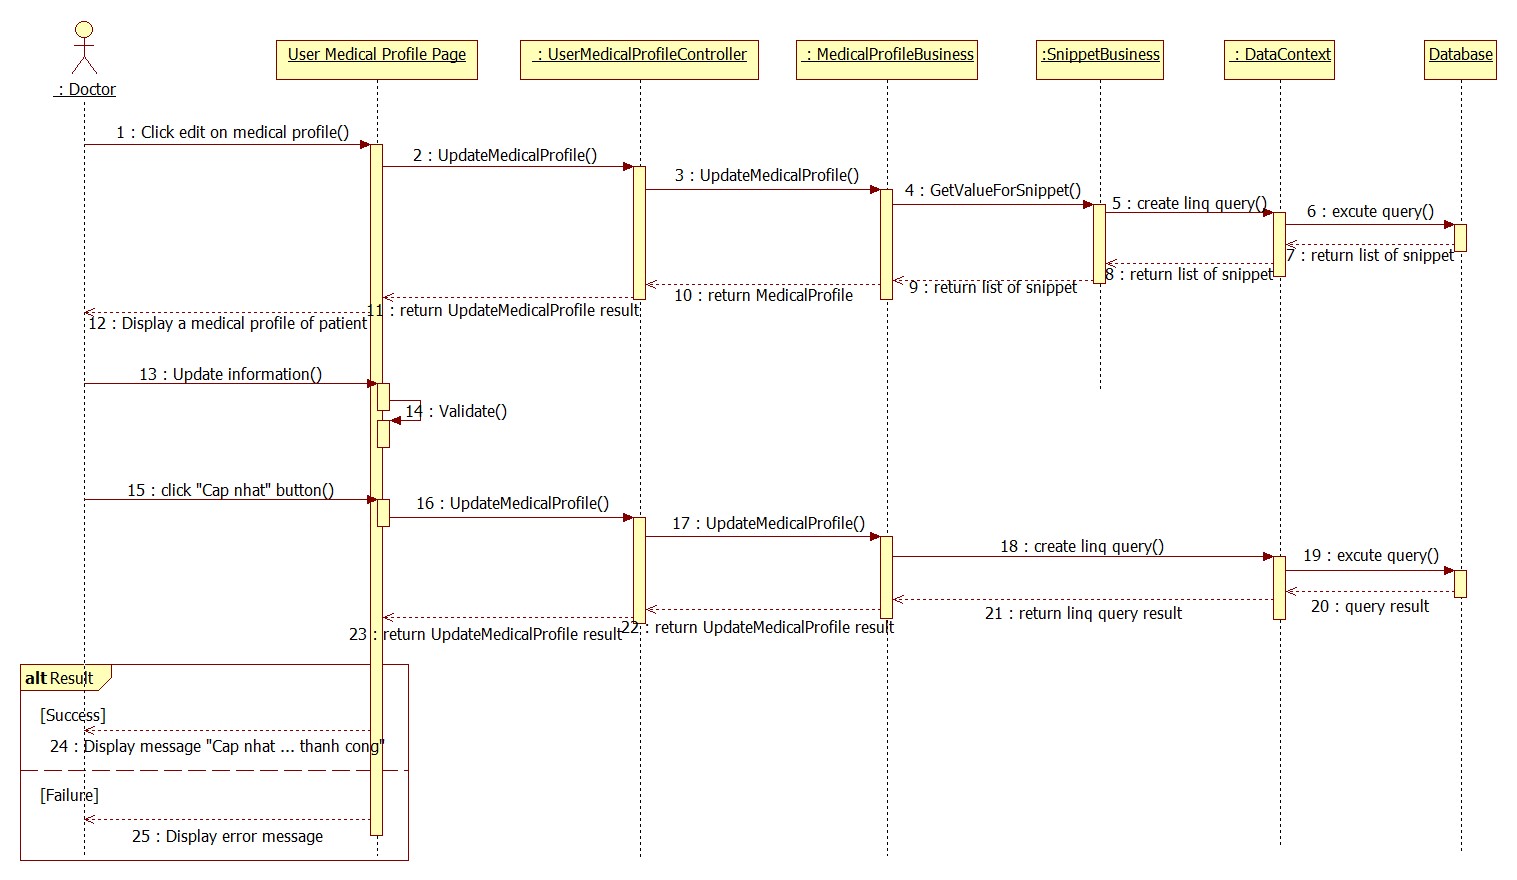 : Doctor
User Medical Profile Page
: UserMedicalProfileController
: MedicalProfileBusiness
:SnippetBusiness
: DataContext
Database
1 : Click edit on medical profile()
2 : UpdateMedicalProfile()
3 : UpdateMedicalProfile()
4 : GetValueForSnippet()
5 : create linq query()
6 : excute query()
7 : return list of snippet
8 : return list of snippet
9 : return list of snippet
10 : return MedicalProfile
11 : return UpdateMedicalProfile result
12 : Display a medical profile of patient
13 : Update information()
14 : Validate()
15 : click "Cap nhat" button()
16 : UpdateMedicalProfile()
17 : UpdateMedicalProfile()
18 : create linq query()
19 : excute query()
20 : query result
21 : return linq query result
22 : return UpdateMedicalProfile result
23 : return UpdateMedicalProfile result
alt Result
[Success]
24 : Display message "Cap nhat ... thanh cong"
[Failure]
25 : Display error message